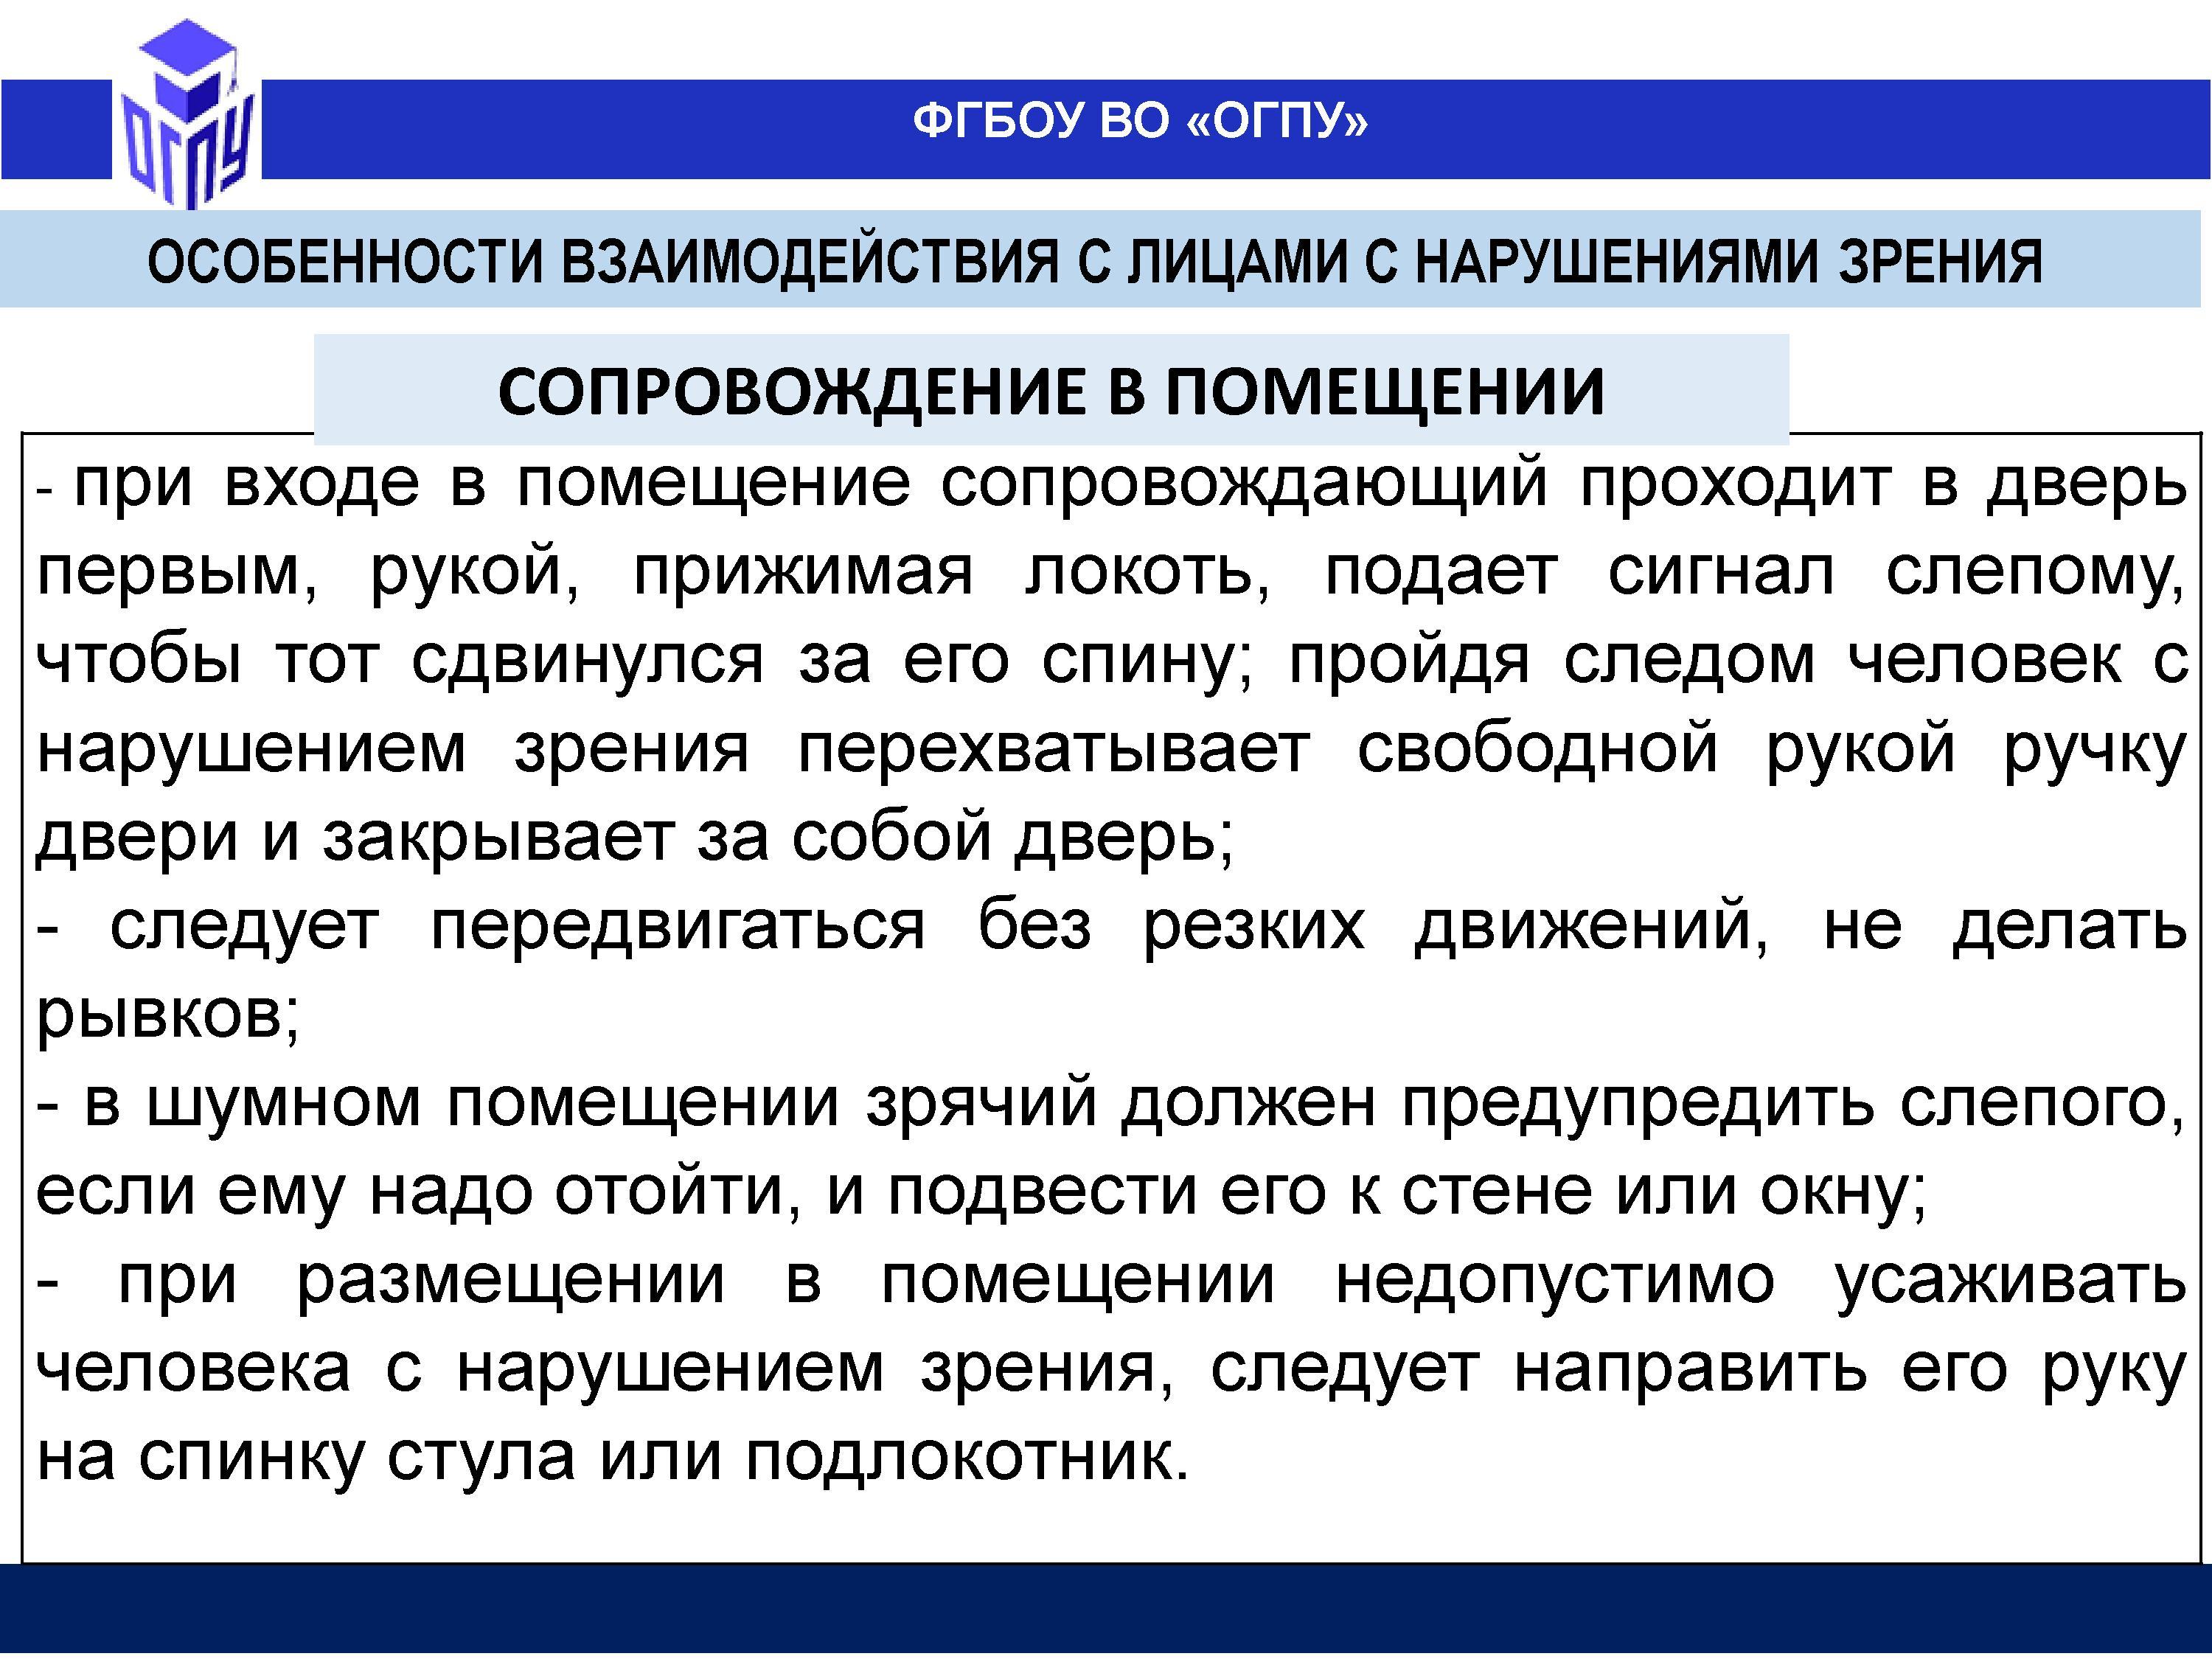 ОГПУ
ФГБОУ ВО «ОГПУ»
ОСОБЕННОСТИ ВЗАИМОДЕЙСТВИЯ С ЛИЦАМИ С НАРУШЕНИЯМИ ЗРЕНИЯ
СОПРОВОЖДЕНИЕ В ПОМЕЩЕНИИ
- при входе в помещение сопровождающий проходит в дверь
первым, рукой, прижимая локоть, подает сигнал слепому,
чтобы тот сдвинулся за его спину; пройдя следом человек с
нарушением зрения перехватывает свободной рукой ручку
двери и закрывает за собой дверь;
- следует передвигаться без резких движений, не делать
рывков;
- в шумном помещении зрячий должен предупредить слепого,
если ему надо отойти, и подвести его к стене или окну;
- при размещении в помещении недопустимо усаживать
человека с нарушением зрения, следует направить его руку
на спинку стула или подлокотник.